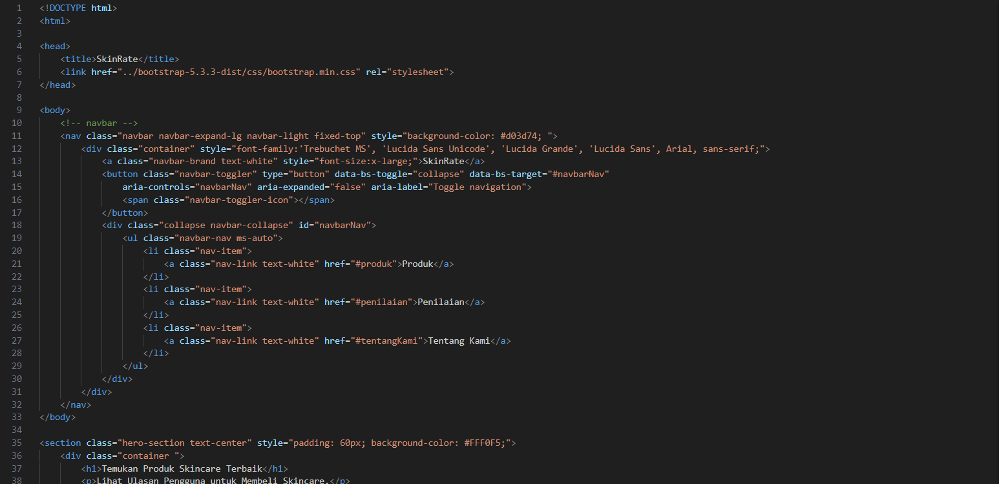 1 <!DOCTYPE html>
2 <html>
3
4 <head>
5 <title>SkinRate</title>
6 <link href="../bootstrap-5.3.3-dist/css/bootstrap.min.css" rel="stylesheet">
7 </head>
8
9 <body>
10 <!-- navbar -->
11 <nav class="navbar navbar-expand-lg navbar-light fixed-top" style="background-color: #d03d74; ">
12 <div class="container" style="font-family:'Trebuchet MS', 'Lucida Sans Unicode', 'Lucida Grande', 'Lucida Sans', Arial, sans-serif;">
13 <a class="navbar-brand text-white" style="font-size:x-large;">SkinRate</a>
14 <button class="navbar-toggler" type="button" data-bs-toggle="collapse" data-bs-target="#navbarNav"
15 aria-controls="navbarNav" aria-expanded="false" aria-label="Toggle navigation">
16 <span class="navbar-toggler-icon"></span>
17 </button>
18 <div class="collapse navbar-collapse" id="navbarNav">
19 <ul class="navbar-nav ms-auto">
20 <li class="nav-item">
21 <a class="nav-link text-white" href="#produk">Produk</a>
22 </li>
23 <li class="nav-item">
24 <a class="nav-link text-white" href="#penilaian">Penilaian</a>
25 </li>
26 <li class="nav-item">
27 <a class="nav-link text-white" href="#tentangKami">Tentang Kami</a>
28 </li>
29 </ul>
30 </div>
31 </div>
32 </nav>
33 </body>
34
35 <section class="hero-section text-center" style="padding: 60px; background-color: #FFF0F5;">
36 <div class="container ">
37 <h1>Temukan Produk Skincare Terbaik</h1>
38 <p>Lihat Ulasan Pengguna untuk Membeli Skincare.</p>